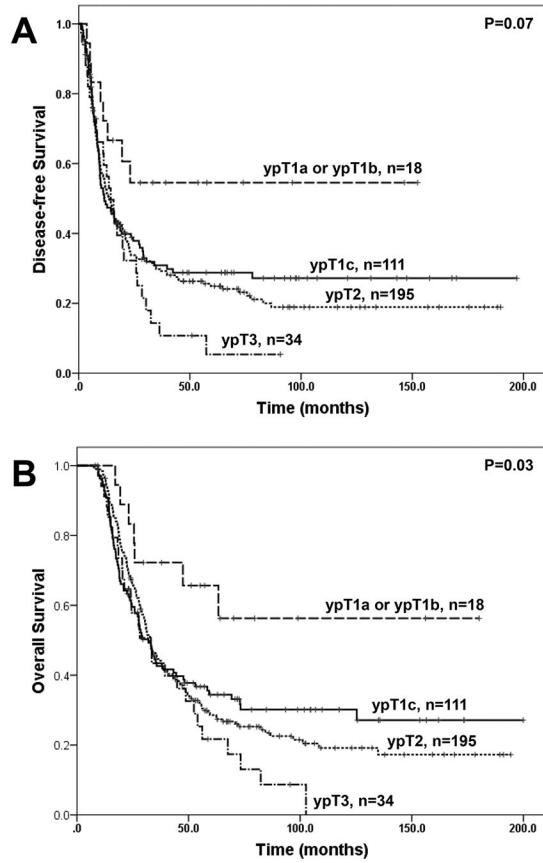 A
P=0.07
Disease-free Survival
1.0
0.8
0.6
0.4
0.2
0.0
ypT1a or ypT1b, n=18
ypT1c, n=111
ypT2, n=195
ypT3, n=34
.0 50.0 100.0 150.0 200.0
Time (months)
B
P=0.03
Overall Survival
1.0
0.8
0.6
0.4
0.2
0.0
ypT1a or ypT1b, n=18
ypT1c, n=111
ypT2, n=195
ypT3, n=34
.0 50.0 100.0 150.0 200.0
Time (months)